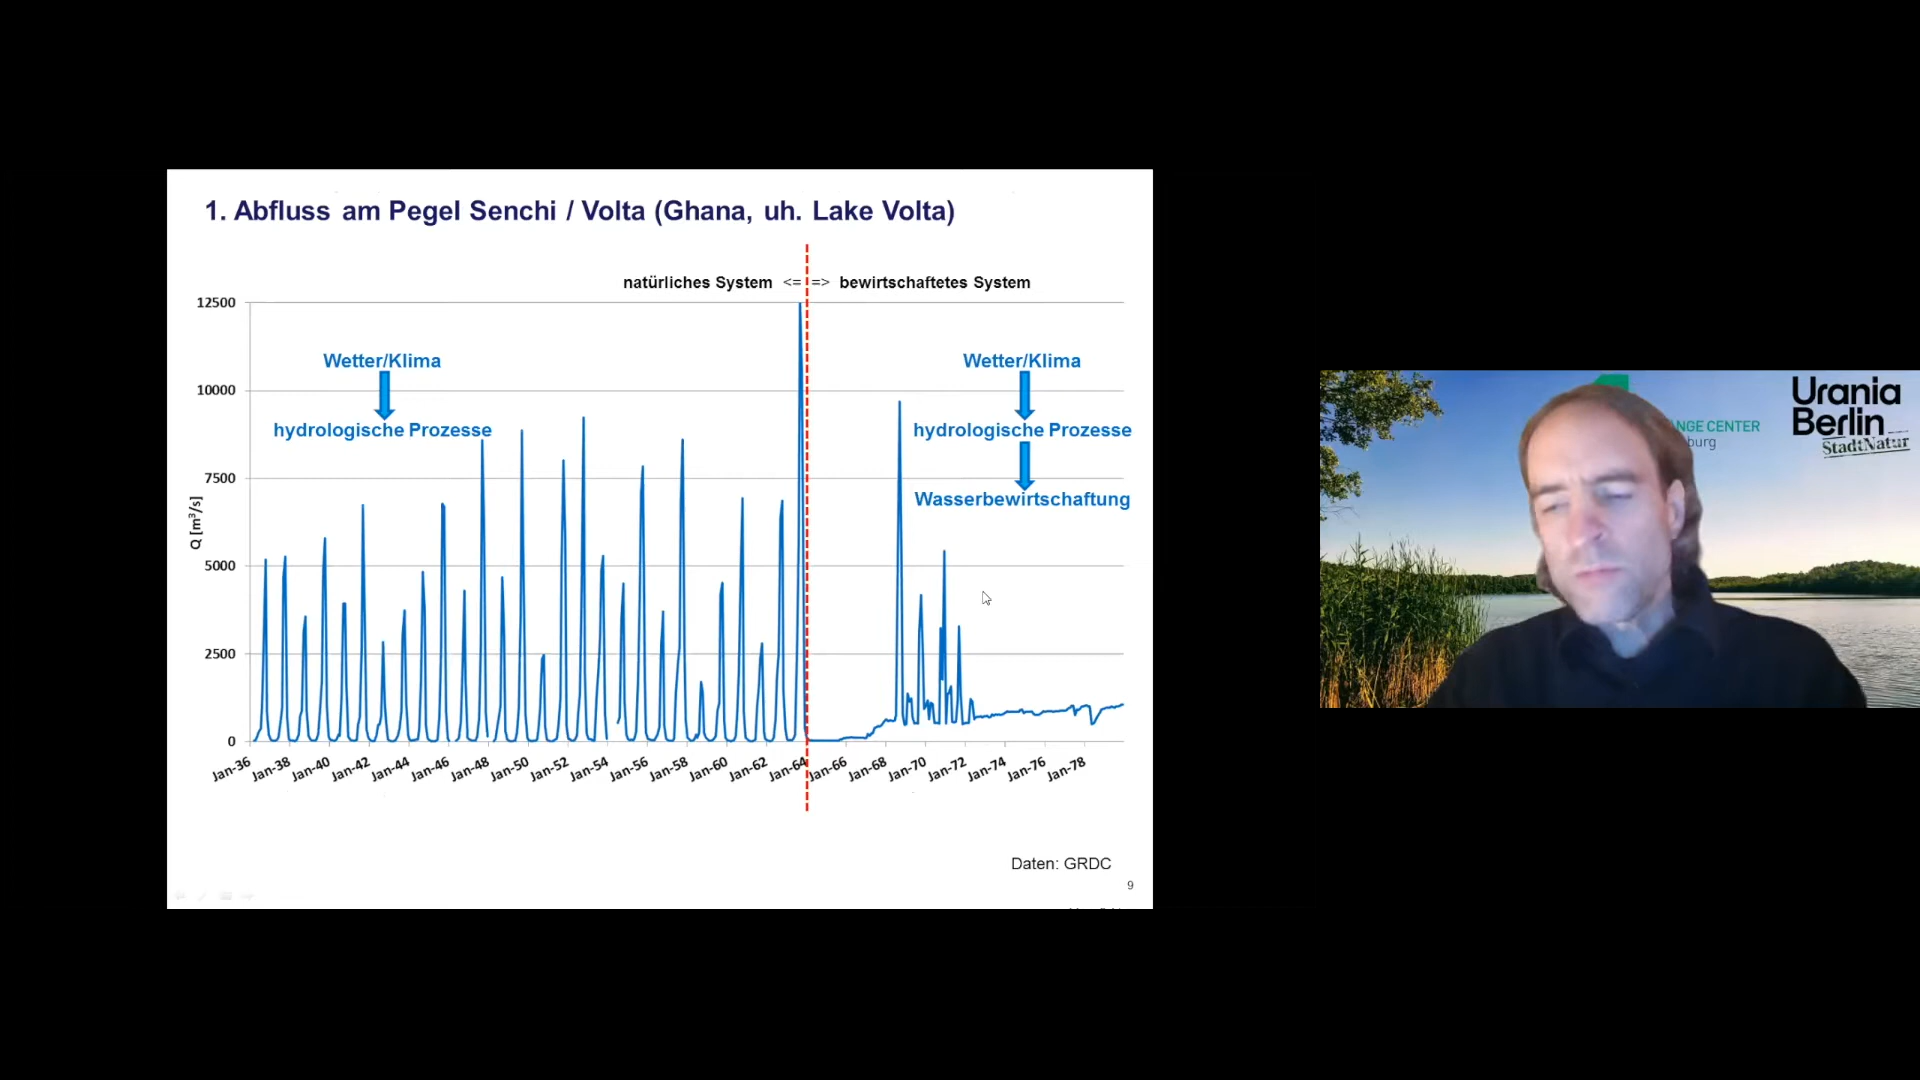 1. Abfluss am Pegel Senchi / Volta (Ghana, uh. Lake Volta)
natürliches System <= => bewirtschaftetes System
12500
10000
7500
5000
2500
0
Q [m³/s]
Wetter/Klima
hydrologische Prozesse
Wetter/Klima
hydrologische Prozesse
Wasserbewirtschaftung
Jan-36
Jan-38
Jan-40
Jan-42
Jan-44
Jan-46
Jan-48
Jan-50
Jan-52
Jan-54
Jan-56
Jan-58
Jan-60
Jan-62
Jan-64
Jan-66
Jan-68
Jan-70
Jan-72
Jan-74
Jan-76
Jan-78
Daten: GRDC
9
NGE CENTER
burg
Urania
Berlin
StadtNatur